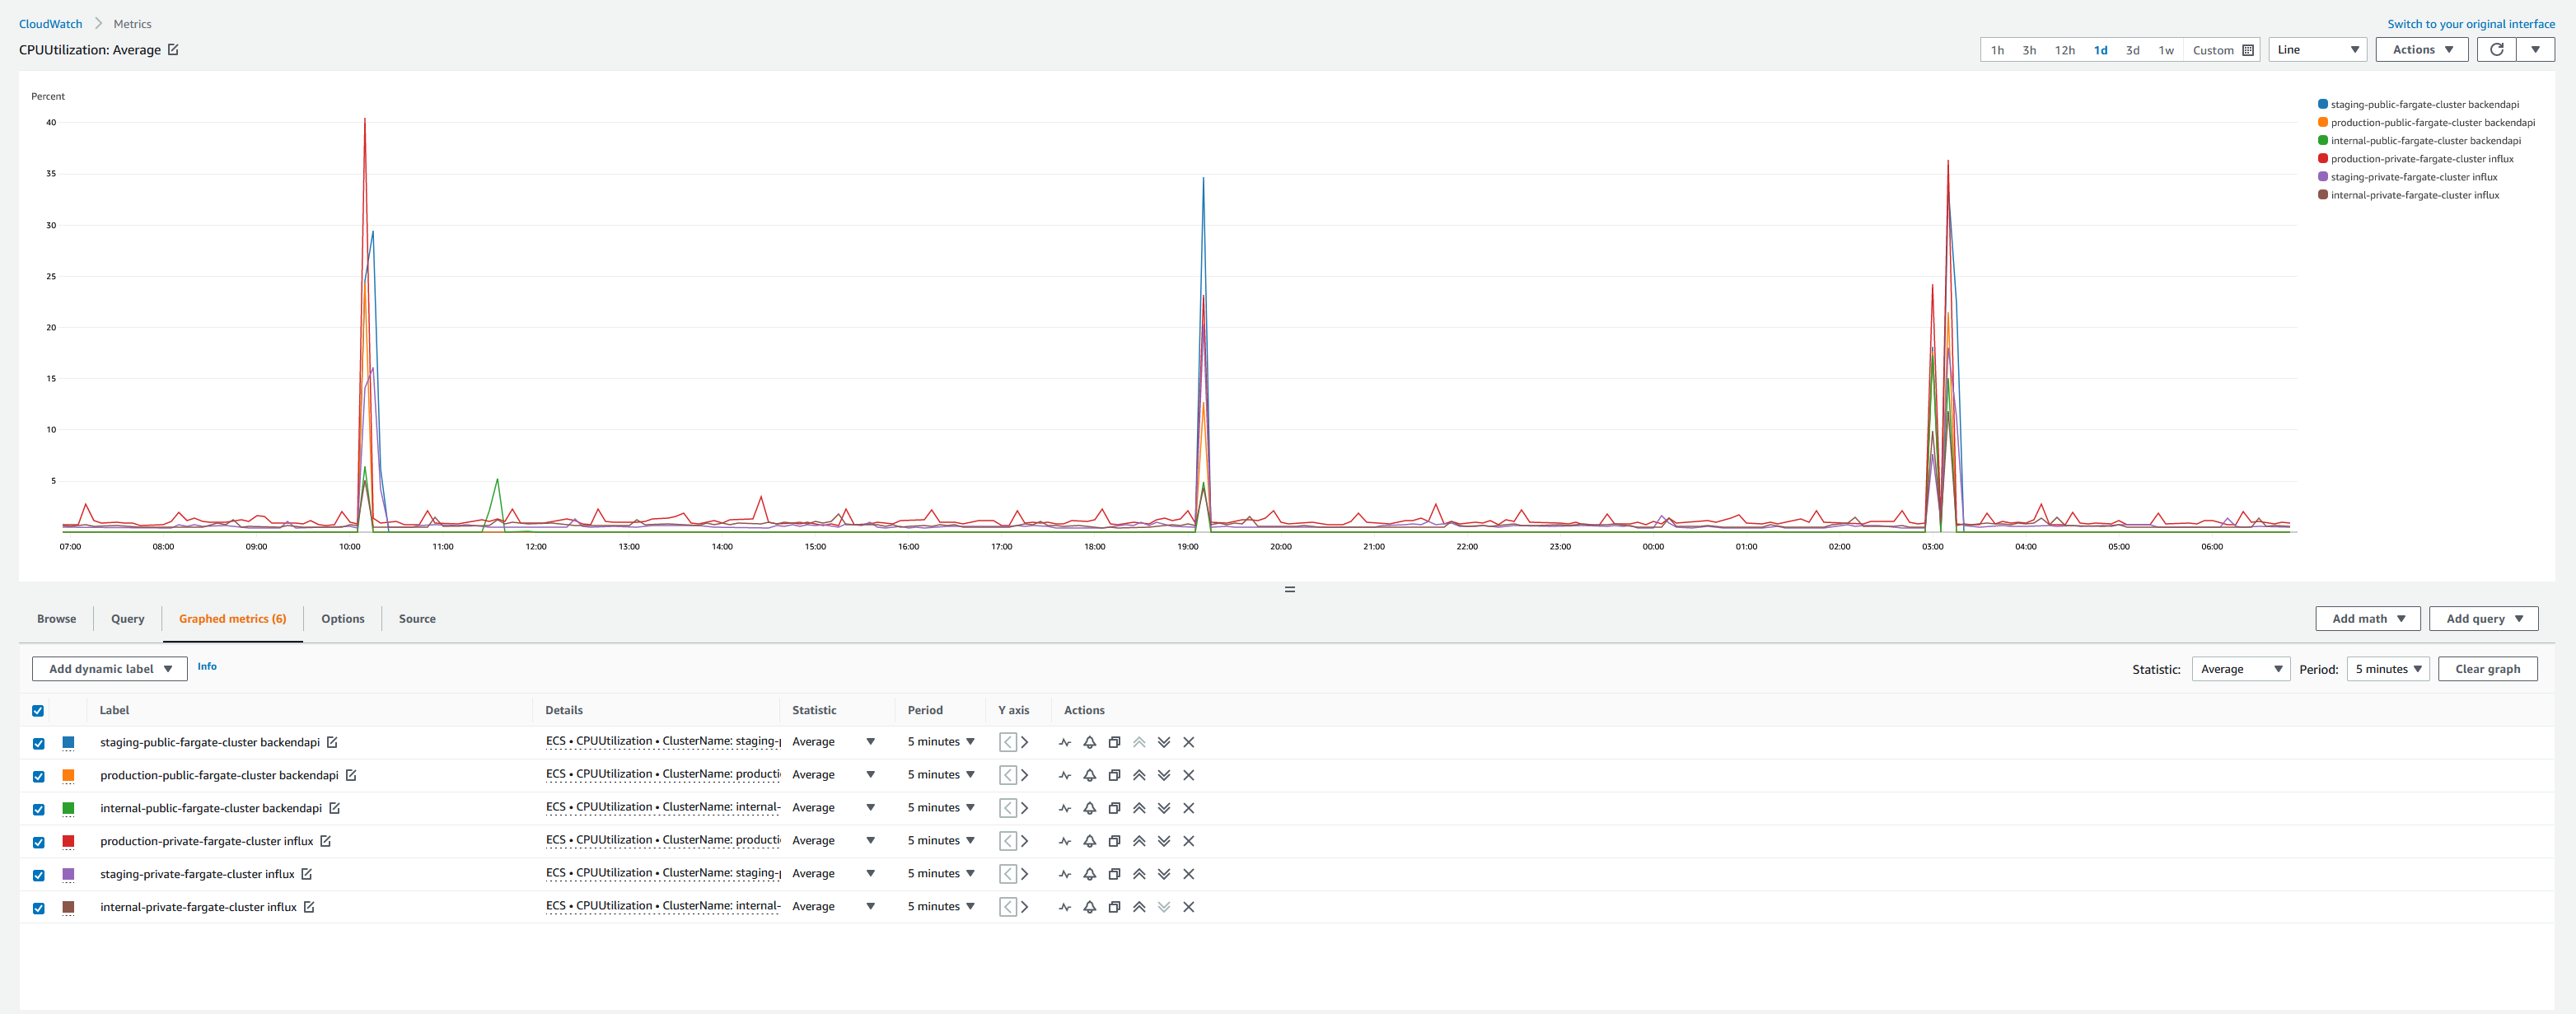 CloudWatch > Metrics
Switch to your original interface
CPUUtilization: Average
1h 3h 12h 1d 3d 1w Custom Line Actions
Percent
40
35
30
25
20
15
10
5
07:00 08:00 09:00 10:00 11:00 12:00 13:00 14:00 15:00 16:00 17:00 18:00 19:00 20:00 21:00 22:00 23:00 00:00 01:00 02:00 03:00 04:00 05:00 06:00
staging-public-fargate-cluster backendapi
production-public-fargate-cluster backendapi
internal-public-fargate-cluster backendapi
production-private-fargate-cluster influx
staging-private-fargate-cluster influx
internal-private-fargate-cluster influx
Browse Query Graphed metrics (6) Options Source Add math Add query
Add dynamic label Info Statistic: Average Period: 5 minutes Clear graph
Label Details Statistic Period Y axis Actions
staging-public-fargate-cluster backendapi ECS • CPUUtilization • ClusterName: staging-p Average 5 minutes
production-public-fargate-cluster backendapi ECS • CPUUtilization • ClusterName: producti Average 5 minutes
internal-public-fargate-cluster backendapi ECS • CPUUtilization • ClusterName: internal- Average 5 minutes
production-private-fargate-cluster influx ECS • CPUUtilization • ClusterName: producti Average 5 minutes
staging-private-fargate-cluster influx ECS • CPUUtilization • ClusterName: staging-p Average 5 minutes
internal-private-fargate-cluster influx ECS • CPUUtilization • ClusterName: internal- Average 5 minutes